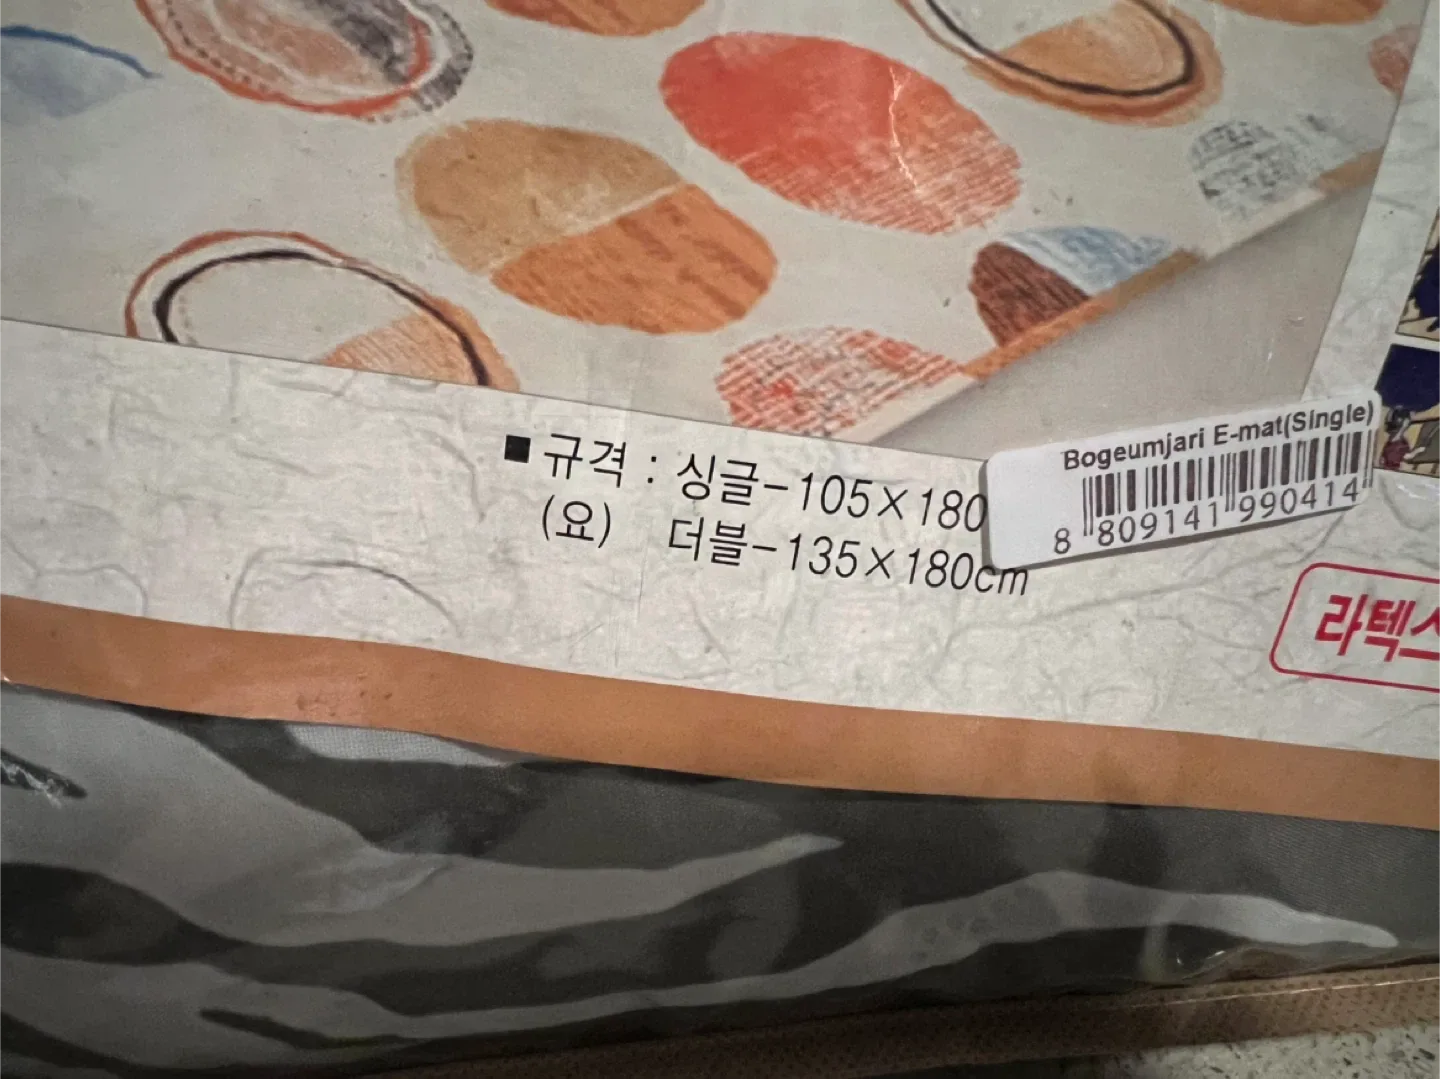 ■ 규격 : 싱글-105×180
(요) 더블-135×180cm
Bogeumjari E-mat(Single)
8 809141 990414
라텍스